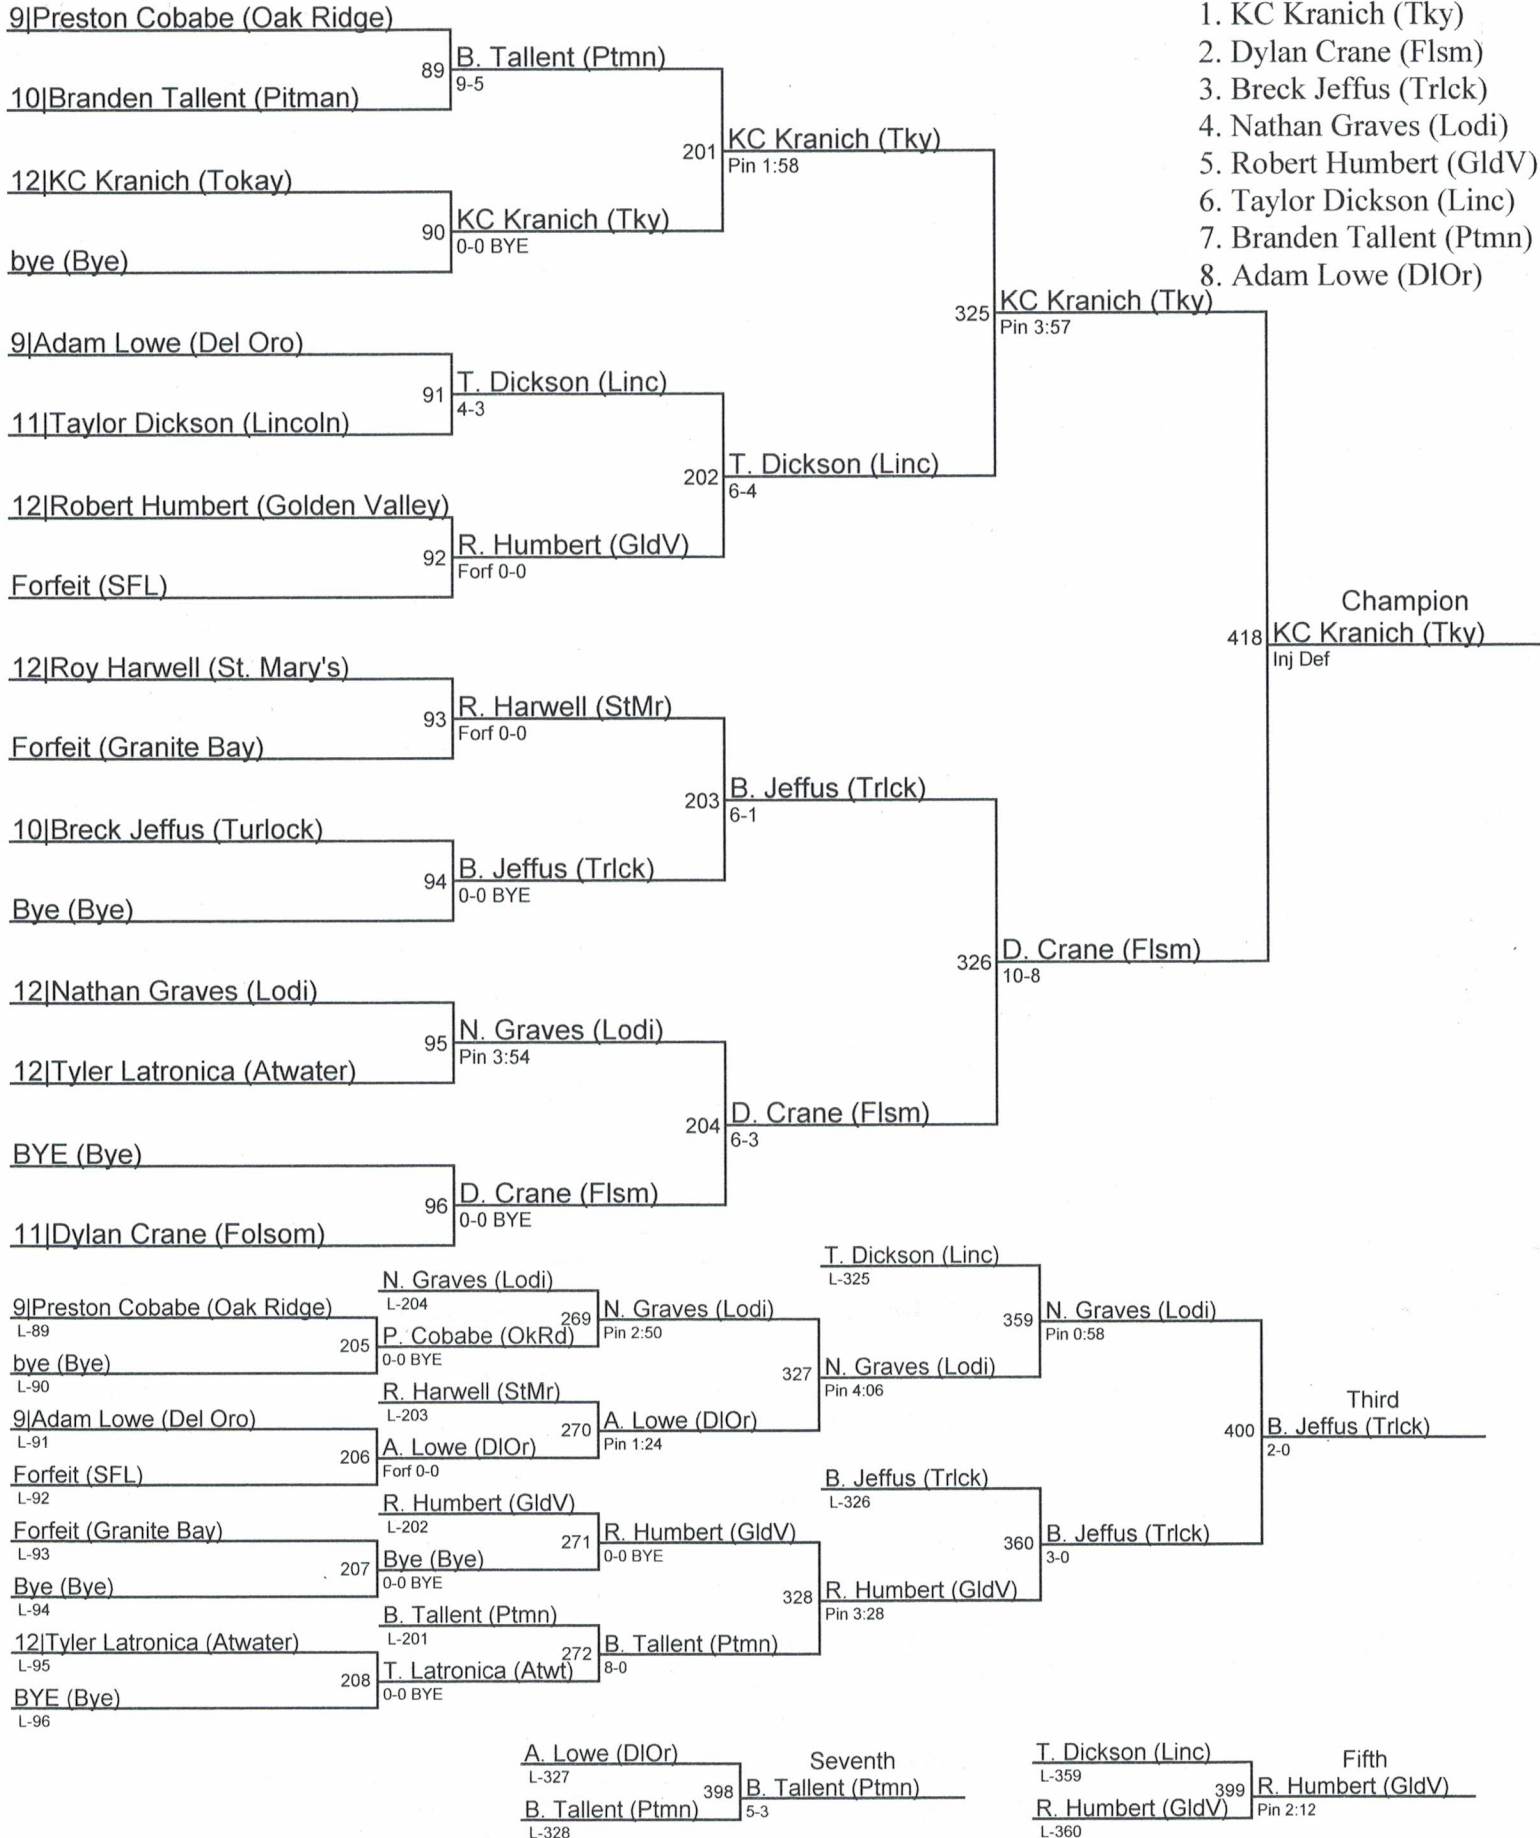 9|Preston Cobabe (Oak Ridge)
89
B. Tallent (Ptmn)
9-5
10|Branden Tallent (Pitman)
201
KC Kranich (Tky)
Pin 1:58
12|KC Kranich (Tokay)
90
KC Kranich (Tky)
0-0 BYE
bye (Bye)
325
KC Kranich (Tky)
Pin 3:57
9|Adam Lowe (Del Oro)
91
T. Dickson (Linc)
4-3
11|Taylor Dickson (Lincoln)
202
T. Dickson (Linc)
6-4
12|Robert Humbert (Golden Valley)
92
R. Humbert (GldV)
Forf 0-0
Forfeit (SFL)
1. KC Kranich (Tky)
2. Dylan Crane (Flsm)
3. Breck Jeffus (Trlck)
4. Nathan Graves (Lodi)
5. Robert Humbert (GldV)
6. Taylor Dickson (Linc)
7. Branden Tallent (Ptmn)
8. Adam Lowe (DlOr)
Champion
418
KC Kranich (Tky)
Inj Def
12|Roy Harwell (St. Mary's)
93
R. Harwell (StMr)
Forf 0-0
Forfeit (Granite Bay)
203
B. Jeffus (Trlck)
6-1
10|Breck Jeffus (Turlock)
94
B. Jeffus (Trlck)
0-0 BYE
Bye (Bye)
326
D. Crane (Flsm)
10-8
12|Nathan Graves (Lodi)
95
N. Graves (Lodi)
Pin 3:54
12|Tyler Latronica (Atwater)
204
D. Crane (Flsm)
6-3
BYE (Bye)
96
D. Crane (Flsm)
0-0 BYE
11|Dylan Crane (Folsom)
9|Preston Cobabe (Oak Ridge)
L-89
205
bye (Bye)
L-90
9|Adam Lowe (Del Oro)
L-91
206
Forfeit (SFL)
L-92
Forfeit (Granite Bay)
L-93
207
Bye (Bye)
L-94
12|Tyler Latronica (Atwater)
L-95
208
BYE (Bye)
L-96
N. Graves (Lodi)
L-204
269
P. Cobabe (OkRd)
0-0 BYE
R. Harwell (StMr)
L-203
270
A. Lowe (DlOr)
Forf 0-0
R. Humbert (GldV)
L-202
271
Bye (Bye)
0-0 BYE
B. Tallent (Ptmn)
L-201
272
T. Latronica (Atwt)
0-0 BYE
N. Graves (Lodi)
Pin 2:50
327
A. Lowe (DlOr)
Pin 1:24
R. Humbert (GldV)
0-0 BYE
328
B. Tallent (Ptmn)
8-0
T. Dickson (Linc)
L-325
359
N. Graves (Lodi)
Pin 4:06
B. Jeffus (Trlck)
L-326
360
R. Humbert (GldV)
Pin 3:28
N. Graves (Lodi)
Pin 0:58
400
B. Jeffus (Trlck)
3-0
Third
B. Jeffus (Trlck)
2-0
A. Lowe (DlOr)
L-327
398
B. Tallent (Ptmn)
L-328
Seventh
B. Tallent (Ptmn)
5-3
T. Dickson (Linc)
L-359
399
R. Humbert (GldV)
L-360
Fifth
R. Humbert (GldV)
Pin 2:12